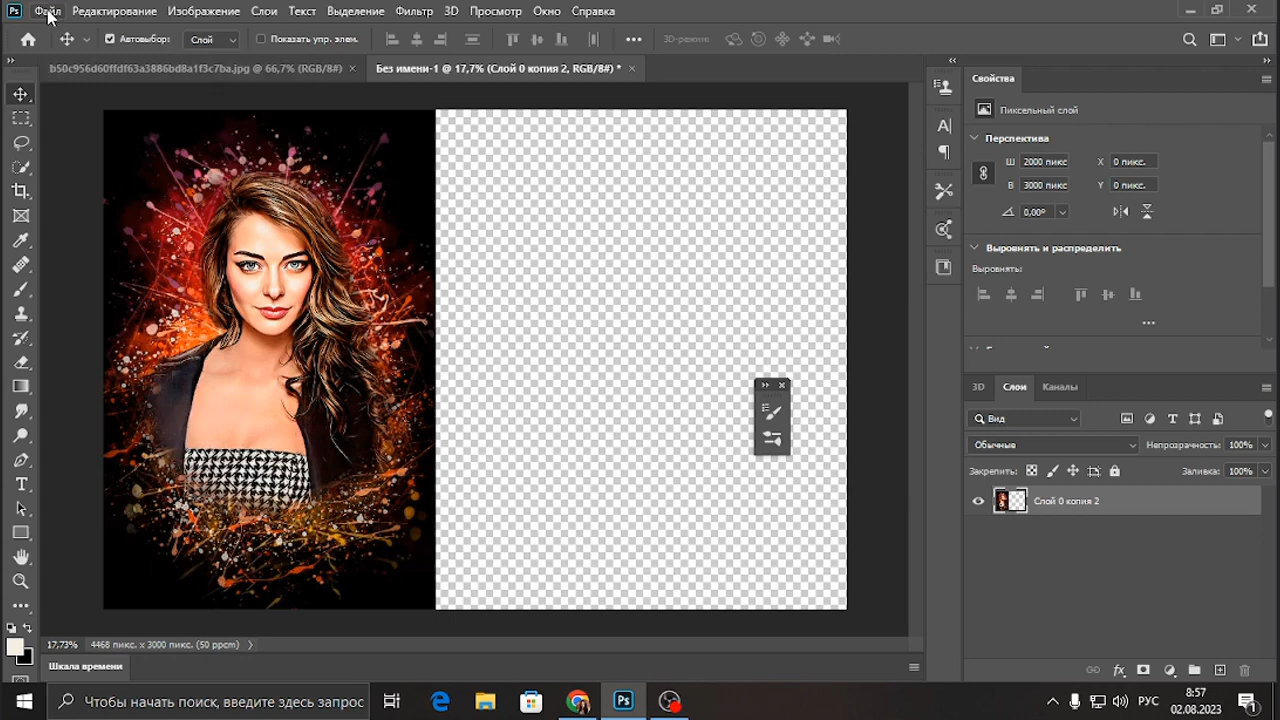 Ps Файл Редактирование Изображение Слои Текст Выделение Фильтр 3D Просмотр Окно Справка
Автовыбор: Слой Показать упр. элем. 3D-режим:
b50c956d60ffdf63a3886bd8a1f3c7ba.jpg @ 66,7% (RGB/8#) × Без имени-1 @ 17,7% (Слой 0 копия 2, RGB/8#) * ×
Свойства
Пиксельный слой
Перспектива
Ш 2000 пикс X 0 пикс.
В 3000 пикс Y 0 пикс.
0,00°
Выровнять и распределить
Выровнять:
3D Слои Каналы
Вид
Обычные Непрозрачность: 100%
Закрепить: Заливка: 100%
Слой 0 копия 2
17,73% 4468 пикс. x 3000 пикс. (50 ppcm)
Шкала времени
Чтобы начать поиск, введите здесь запрос
Ps
РУС
8:57
02.08.2023
1